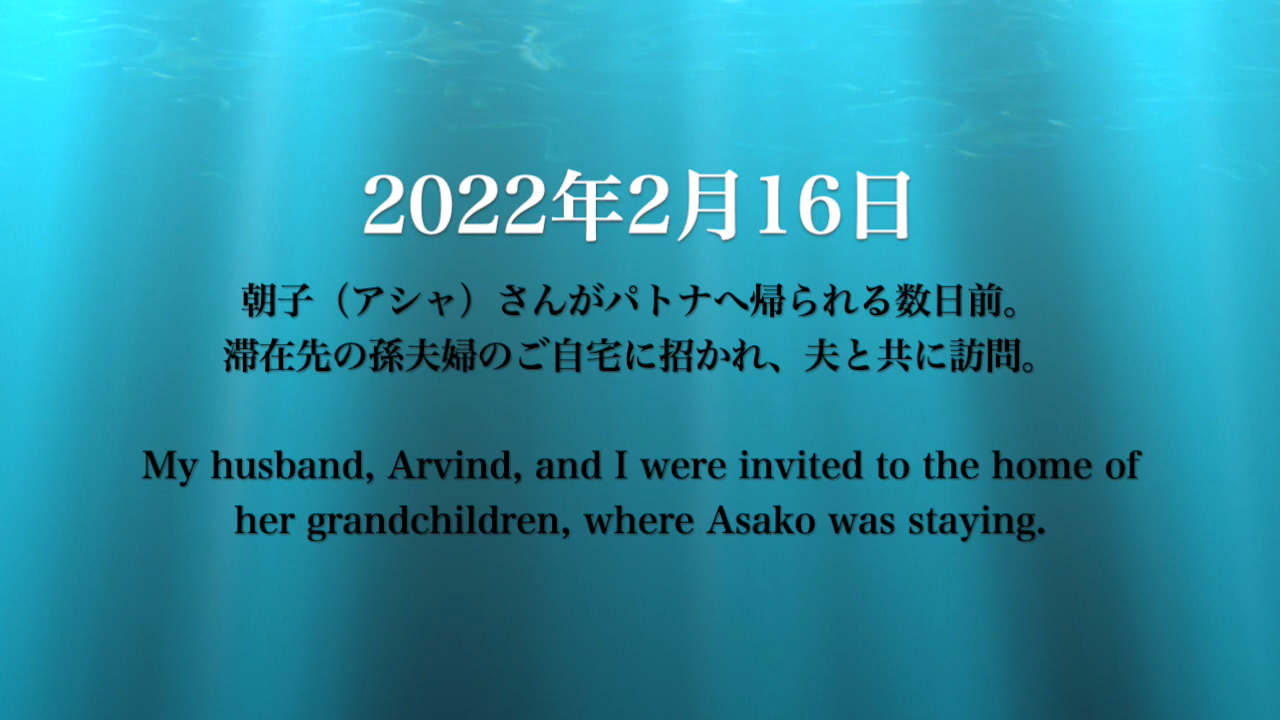 2022年2月16日
朝子（アシャ）さんがパトナへ帰られる数日前。
滞在先の孫夫婦のご自宅に招かれ、夫と共に訪問。
My husband, Arvind, and I were invited to the home of
her grandchildren, where Asako was staying.